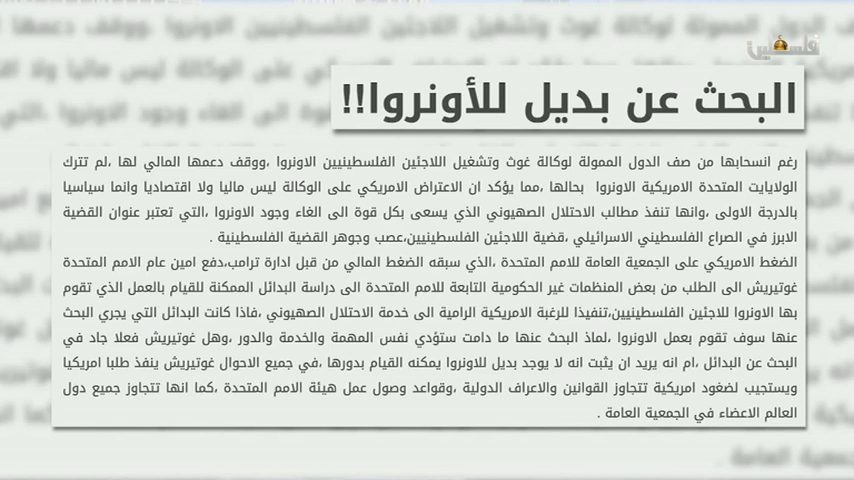 فلسطين
البحث عن بديل للأونروا!!
رغم انسحابها من صف الدول الممولة لوكالة غوث وتشغيل اللاجئين الفلسطينيين الاونروا ،ووقف دعمها المالي لها ،لم تترك
الولايايت المتحدة الامريكية الاونروا بحالها ،مما يؤكد ان الاعتراض الامريكي على الوكالة ليس ماليا ولا اقتصاديا وانما سياسيا
بالدرجة الاولى ،وانها تنفذ مطالب الاحتلال الصهيوني الذي يسعى بكل قوة الى الغاء وجود الاونروا ،التي تعتبر عنوان القضية
الابرز في الصراع الفلسطيني الاسرائيلي ،قضية اللاجئين الفلسطينيين،عصب وجوهر القضية الفلسطينية .
الضغط الامريكي على الجمعية العامة للامم المتحدة ،الذي سبقه الضغط المالي من قبل ادارة ترامب،دفع امين عام الامم المتحدة
غوتيريش الى الطلب من بعض المنظمات غير الحكومية التابعة للامم المتحدة الى دراسة البدائل الممكنة للقيام بالعمل الذي تقوم
بها الاونروا للاجئين الفلسطينيين،تنفيذا للرغبة الامريكية الرامية الى خدمة الاحتلال الصهيوني ،فاذا كانت البدائل التي يجري البحث
عنها سوف تقوم بعمل الاونروا ،لماذ البحث عنها ما دامت ستؤدي نفس المهمة والخدمة والدور ،وهل غوتيريش فعلا جاد في
البحث عن البدائل ،ام انه يريد ان يثبت انه لا يوجد بديل للاونروا يمكنه القيام بدورها ،في جميع الاحوال غوتيريش ينفذ طلبا امريكيا
ويستجيب لضغود امريكية تتجاوز القوانين والاعراف الدولية ،وقواعد وصول عمل هيئة الامم المتحدة ،كما انها تتجاوز جميع دول
العالم الاعضاء في الجمعية العامة .